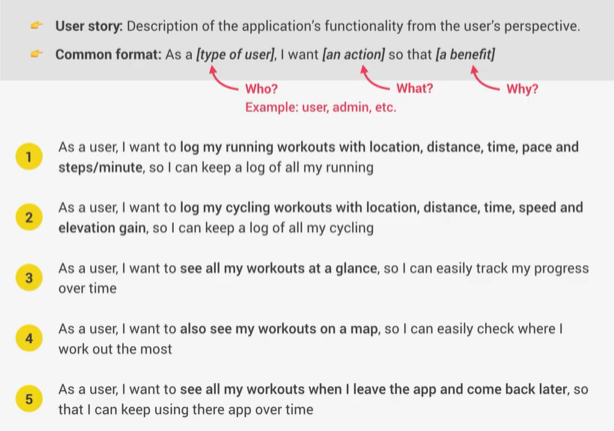 👉 User story: Description of the application's functionality from the user's perspective.
👉 Common format: As a [type of user], I want [an action] so that [a benefit]
Who?
What?
Why?
Example: user, admin, etc.
1
As a user, I want to log my running workouts with location, distance, time, pace and
steps/minute, so I can keep a log of all my running
2
As a user, I want to log my cycling workouts with location, distance, time, speed and
elevation gain, so I can keep a log of all my cycling
3
As a user, I want to see all my workouts at a glance, so I can easily track my progress
over time
4
As a user, I want to also see my workouts on a map, so I can easily check where I
work out the most
5
As a user, I want to see all my workouts when I leave the app and come back later, so
that I can keep using there app over time